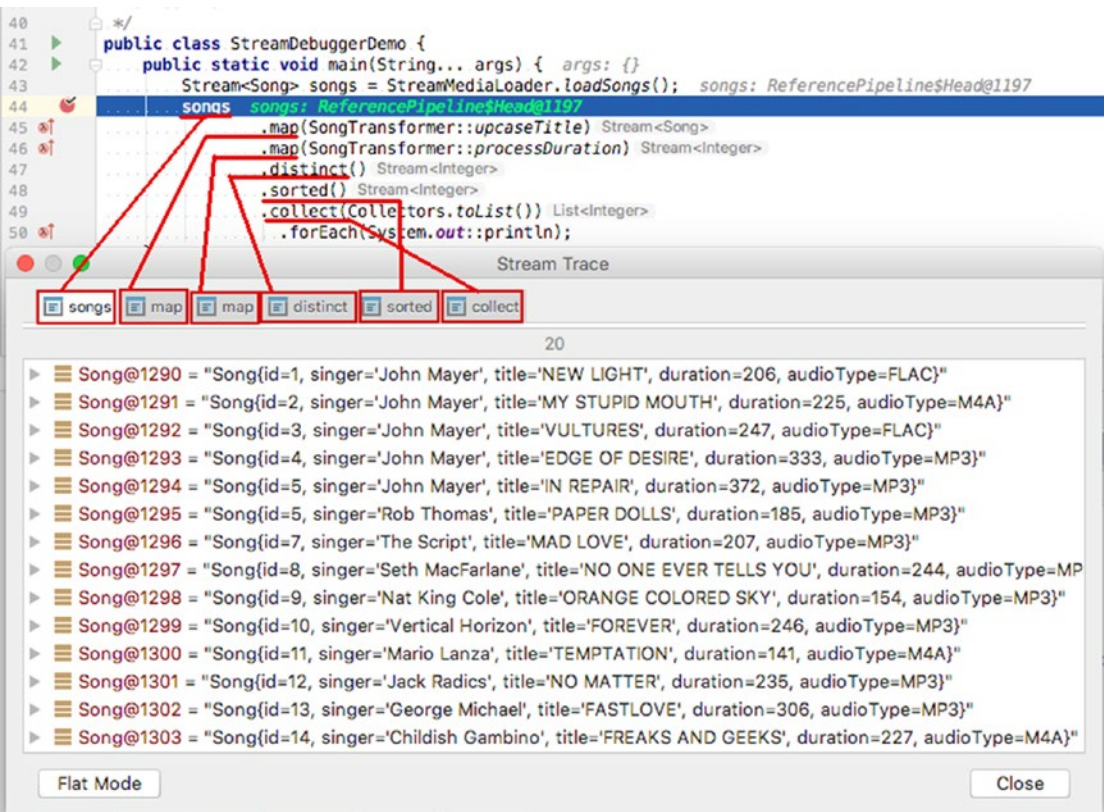 40 */
41 public class StreamDebuggerDemo {
42 public static void main(String... args) { args: {}
43 Stream<Song> songs = StreamMediaLoader.loadSongs(); songs: ReferencePipeline$Head@1197
44 songs songs: ReferencePipeline$Head@1197
45 .map(SongTransformer::upcaseTitle) Stream<Song>
46 .map(SongTransformer::processDuration) Stream<Integer>
47 .distinct() Stream<Integer>
48 .sorted() Stream<Integer>
49 .collect(Collectors.toList()) List<Integer>
50 .forEach(System.out::println);
Stream Trace
songs map map distinct sorted collect
20
Song@1290 = "Song{id=1, singer='John Mayer', title='NEW LIGHT', duration=206, audioType=FLAC}"
Song@1291 = "Song{id=2, singer='John Mayer', title='MY STUPID MOUTH', duration=225, audioType=M4A}"
Song@1292 = "Song{id=3, singer='John Mayer', title='VULTURES', duration=247, audioType=FLAC}"
Song@1293 = "Song{id=4, singer='John Mayer', title='EDGE OF DESIRE', duration=333, audioType=MP3}"
Song@1294 = "Song{id=5, singer='John Mayer', title='IN REPAIR', duration=372, audioType=MP3}"
Song@1295 = "Song{id=5, singer='Rob Thomas', title='PAPER DOLLS', duration=185, audioType=MP3}"
Song@1296 = "Song{id=7, singer='The Script', title='MAD LOVE', duration=207, audioType=MP3}"
Song@1297 = "Song{id=8, singer='Seth MacFarlane', title='NO ONE EVER TELLS YOU', duration=244, audioType=MP
Song@1298 = "Song{id=9, singer='Nat King Cole', title='ORANGE COLORED SKY', duration=154, audioType=MP3}"
Song@1299 = "Song{id=10, singer='Vertical Horizon', title='FOREVER', duration=246, audioType=MP3}"
Song@1300 = "Song{id=11, singer='Mario Lanza', title='TEMPTATION', duration=141, audioType=M4A}"
Song@1301 = "Song{id=12, singer='Jack Radics', title='NO MATTER', duration=235, audioType=MP3}"
Song@1302 = "Song{id=13, singer='George Michael', title='FASTLOVE', duration=306, audioType=MP3}"
Song@1303 = "Song{id=14, singer='Childish Gambino', title='FREAKS AND GEEKS', duration=227, audioType=M4A}"
Flat Mode Close